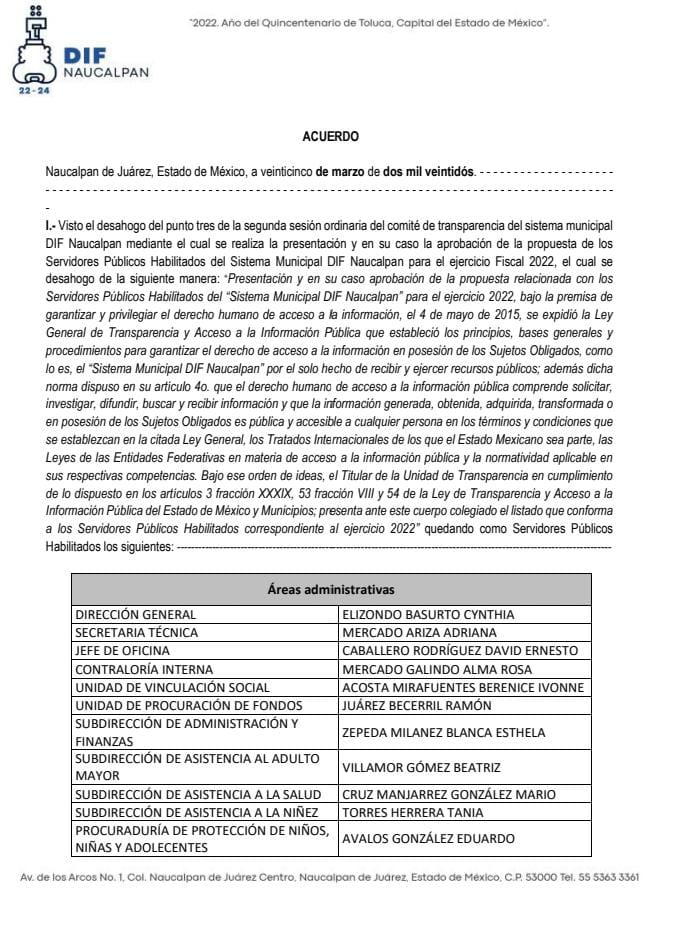 "2022. Año del Quincentenario de Toluca, Capital del Estado de México".
DIF
NAUCALPAN
22 - 24
ACUERDO
Naucalpan de Juárez, Estado de México, a veinticinco de marzo de dos mil veintidós. - - - - - - - - - - - - - - - - - - - -
- - - - - - - - - - - - - - - - - - - - - - - - - - - - - - - - - - - - - - - - - - - - - - - - - - - - - - - - - - - - - - - - - - - - - - - - - - - - - - - - - - - -
-
I.- Visto el desahogo del punto tres de la segunda sesión ordinaria del comité de transparencia del sistema municipal
DIF Naucalpan mediante el cual se realiza la presentación y en su caso la aprobación de la propuesta de los
Servidores Públicos Habilitados del Sistema Municipal DIF Naucalpan para el ejercicio Fiscal 2022, el cual se
desahogo de la siguiente manera: "Presentación y en su caso aprobación de la propuesta relacionada con los
Servidores Públicos Habilitados del "Sistema Municipal DIF Naucalpan" para el ejercicio 2022, bajo la premisa de
garantizar y privilegiar el derecho humano de acceso a la información, el 4 de mayo de 2015, se expidió la Ley
General de Transparencia y Acceso a la Información Pública que estableció los principios, bases generales y
procedimientos para garantizar el derecho de acceso a la información en posesión de los Sujetos Obligados, como
lo es, el "Sistema Municipal DIF Naucalpan" por el solo hecho de recibir y ejercer recursos públicos; además dicha
norma dispuso en su artículo 4o. que el derecho humano de acceso a la información pública comprende solicitar,
investigar, difundir, buscar y recibir información y que la información generada, obtenida, adquirida, transformada o
en posesión de los Sujetos Obligados es pública y accesible a cualquier persona en los términos y condiciones que
se establezcan en la citada Ley General, los Tratados Internacionales de los que el Estado Mexicano sea parte, las
Leyes de las Entidades Federativas en materia de acceso a la información pública y la normatividad aplicable en
sus respectivas competencias. Bajo ese orden de ideas, el Titular de la Unidad de Transparencia en cumplimiento
de lo dispuesto en los artículos 3 fracción XXXIX, 53 fracción VIII y 54 de la Ley de Transparencia y Acceso a la
Información Pública del Estado de México y Municipios; presenta ante este cuerpo colegiado el listado que conforma
a los Servidores Públicos Habilitados correspondiente al ejercicio 2022" quedando como Servidores Públicos
Habilitados los siguientes: ------------------------------------------------------------------------------------------------------------------------
Áreas administrativas
DIRECCIÓN GENERAL ELIZONDO BASURTO CYNTHIA
SECRETARIA TÉCNICA MERCADO ARIZA ADRIANA
JEFE DE OFICINA CABALLERO RODRÍGUEZ DAVID ERNESTO
CONTRALORÍA INTERNA MERCADO GALINDO ALMA ROSA
UNIDAD DE VINCULACIÓN SOCIAL ACOSTA MIRAFUENTES BERENICE IVONNE
UNIDAD DE PROCURACIÓN DE FONDOS JUÁREZ BECERRIL RAMÓN
SUBDIRECCIÓN DE ADMINISTRACIÓN Y
FINANZAS
ZEPEDA MILANEZ BLANCA ESTHELA
SUBDIRECCIÓN DE ASISTENCIA AL ADULTO
MAYOR
VILLAMOR GÓMEZ BEATRIZ
SUBDIRECCIÓN DE ASISTENCIA A LA SALUD CRUZ MANJARREZ GONZÁLEZ MARIO
SUBDIRECCIÓN DE ASISTENCIA A LA NIÑEZ TORRES HERRERA TANIA
PROCURADURÍA DE PROTECCIÓN DE NIÑOS,
NIÑAS Y ADOLECENTES
AVALOS GONZÁLEZ EDUARDO
Av. de los Arcos No. 1, Col. Naucalpan de Juárez Centro, Naucalpan de Juárez, Estado de México, C.P. 53000 Tel. 55 5363 3361